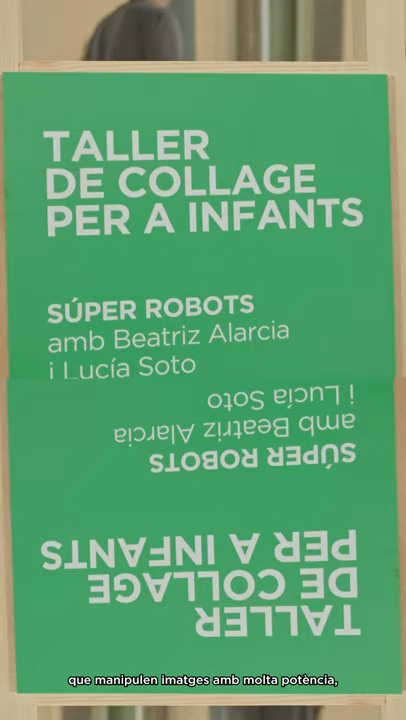 TALLER
DE COLLAGE
PER A INFANTS
SÚPER ROBOTS
amb Beatriz Alarcia
i Lucía Soto
i Lucía Soto
amb Beatriz Alarcia
SÚPER ROBOTS
PER A INFANTS
DE COLLAGE
TALLER
que manipulen imatges amb molta potència,